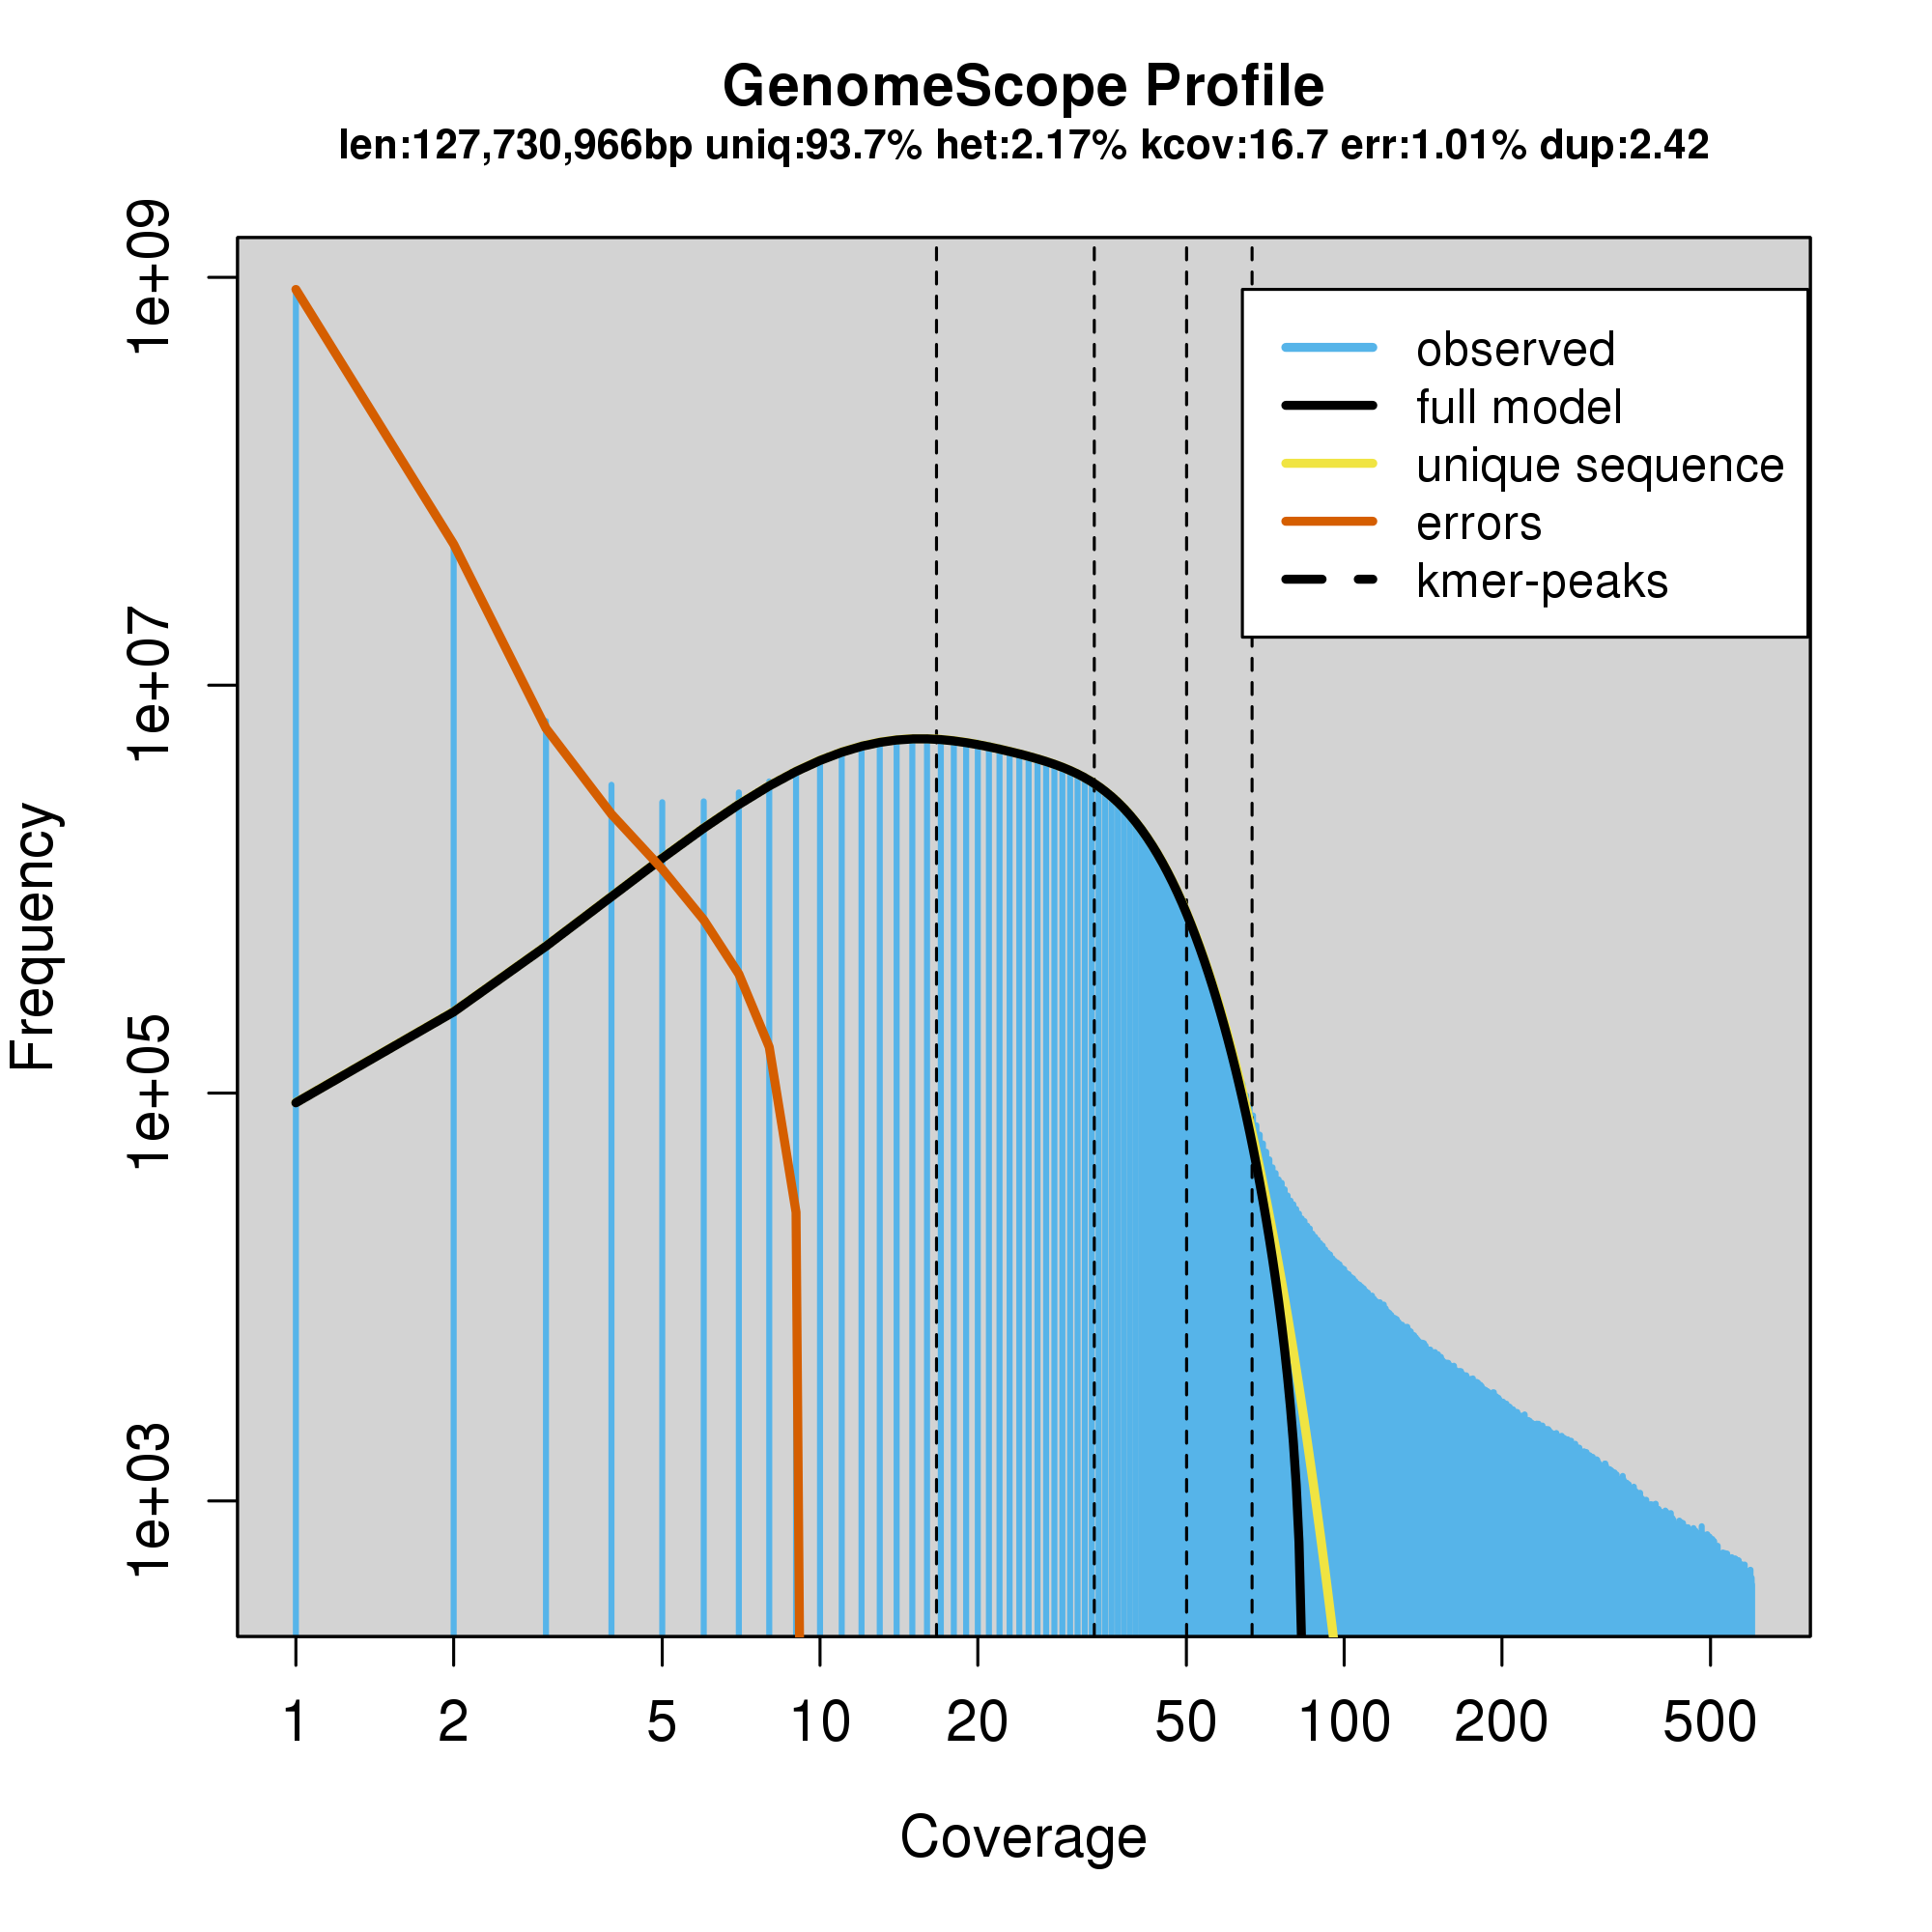 GenomeScope Profile
len:127,730,966bp uniq:93.7% het:2.17% kcov:16.7 err:1.01% dup:2.42
1e+09
1e+07
1e+05
1e+03
Frequency
observed
full model
unique sequence
errors
kmer-peaks
1 2 5 10 20 50 100 200 500
Coverage